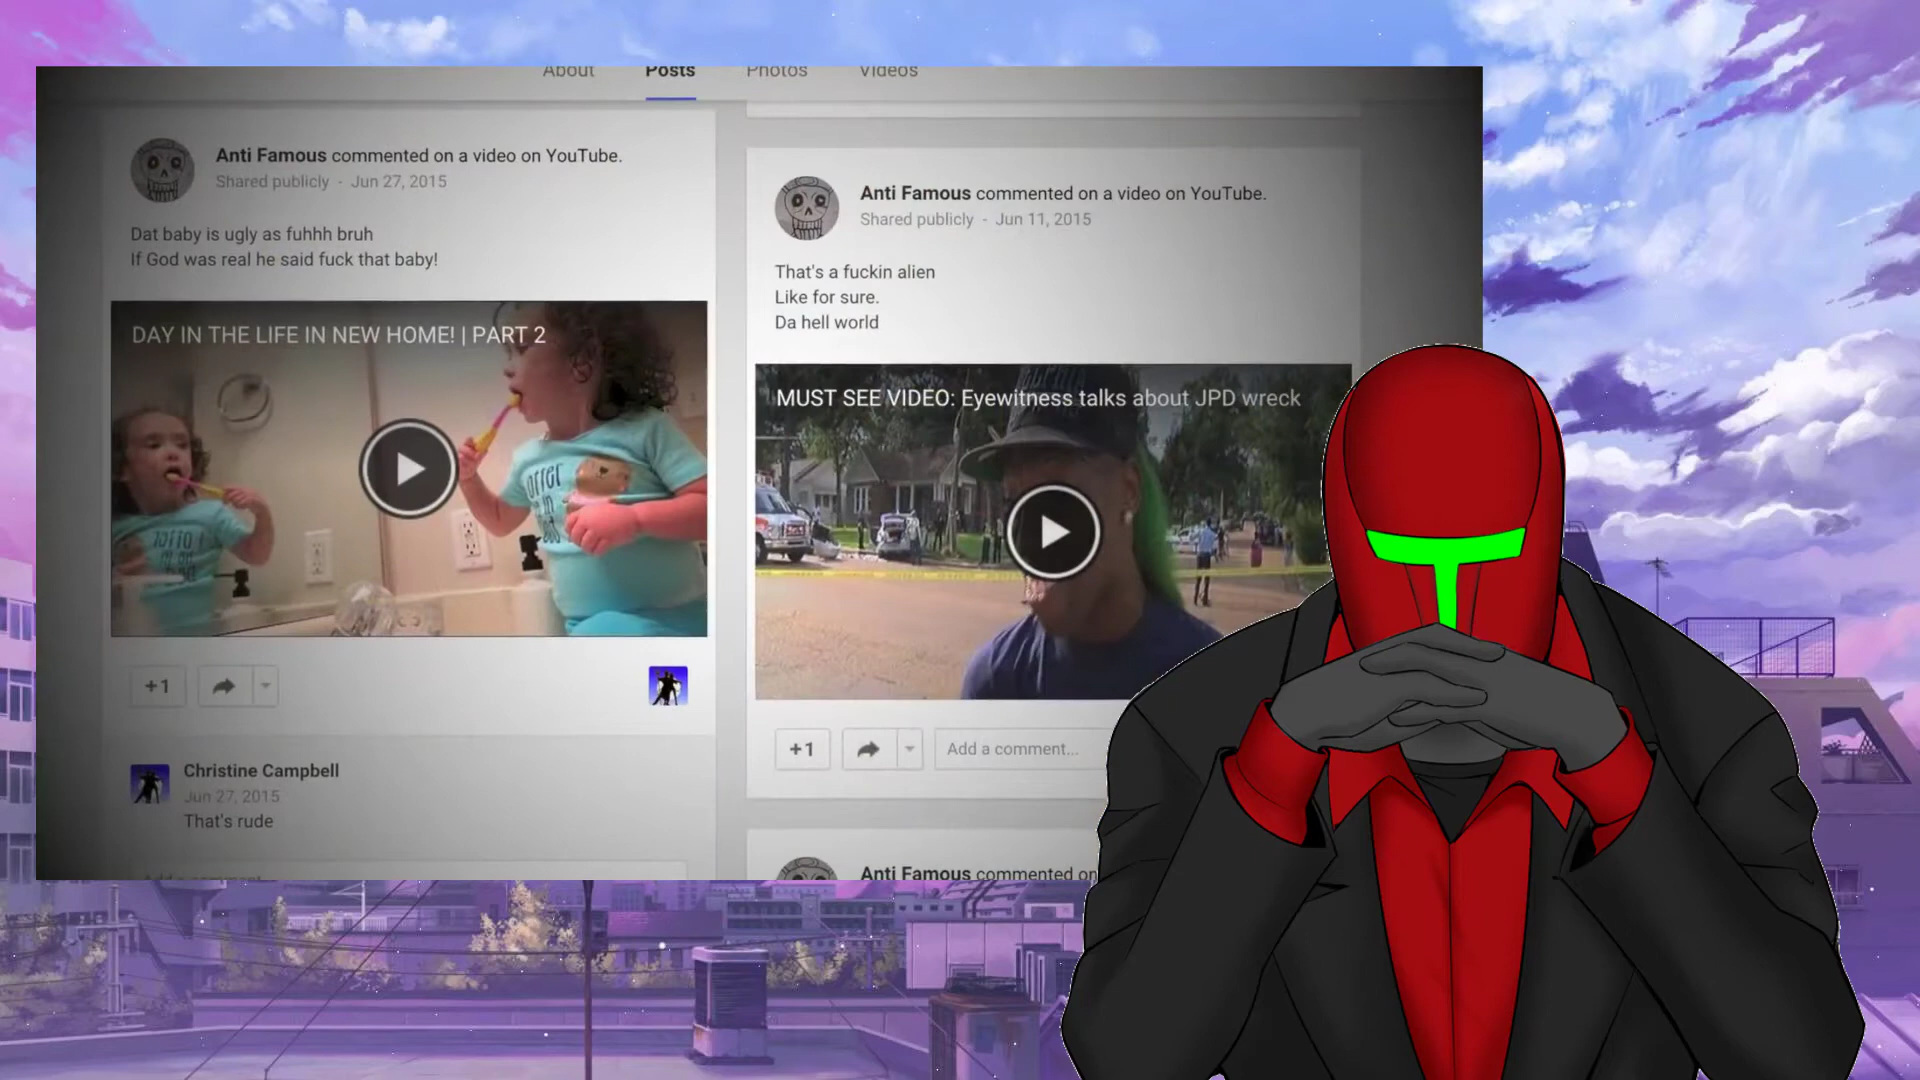 About Posts Photos Videos
Anti Famous commented on a video on YouTube.
Shared publicly - Jun 27, 2015
Dat baby is ugly as fuhhh bruh
If God was real he said fuck that baby!
DAY IN THE LIFE IN NEW HOME! | PART 2
+1
Christine Campbell
Jun 27, 2015
That's rude
Add a comment...
Anti Famous commented on a video on YouTube.
Shared publicly - Jun 11, 2015
That's a fuckin alien
Like for sure.
Da hell world
MUST SEE VIDEO: Eyewitness talks about JPD wreck
+1
Add a comment...
Anti Famous commented on